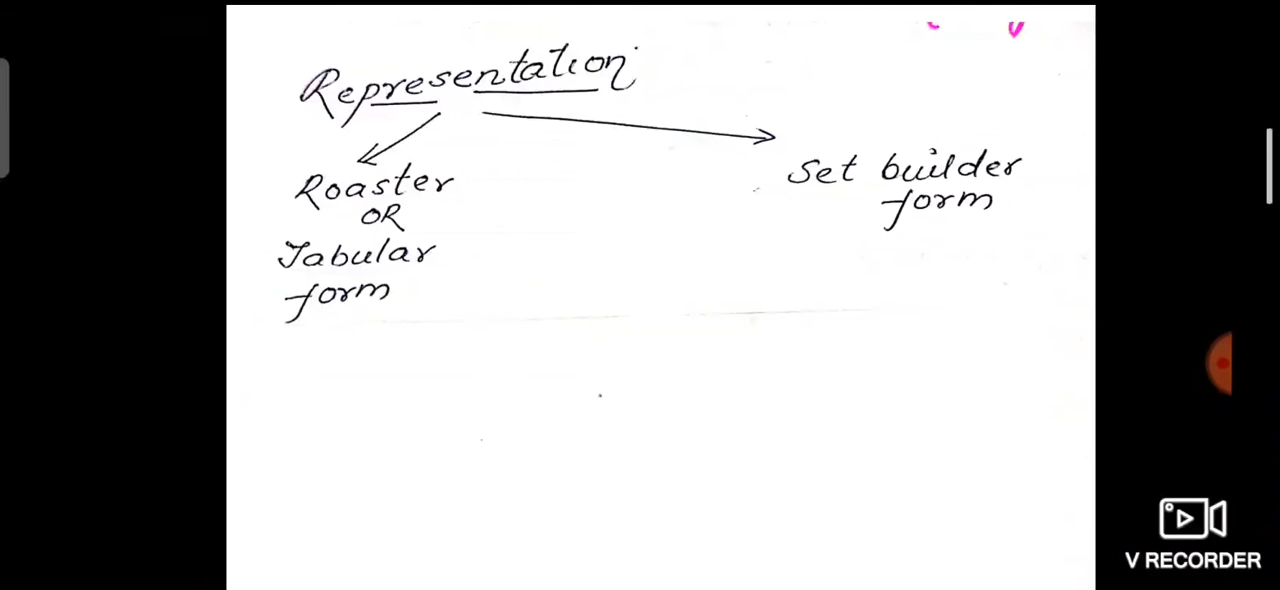 Representation
Roaster
OR
Tabular
form
Set builder
form
V RECORDER